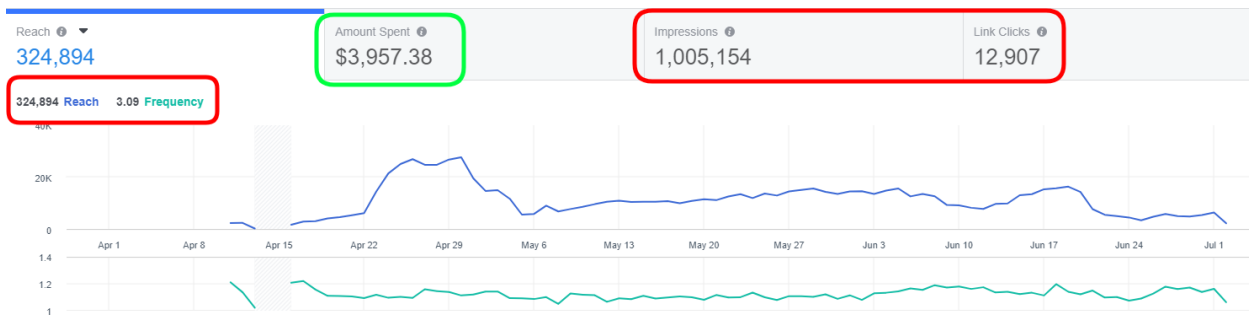 Reach Amount Spent Impressions Link Clicks
324,894 $3,957.38 1,005,154 12,907
324,894 Reach 3.09 Frequency
40K
20K
0
Apr 1 Apr 8 Apr 15 Apr 22 Apr 29 May 6 May 13 May 20 May 27 Jun 3 Jun 10 Jun 17 Jun 24 Jul 1
1.4
1.2
1